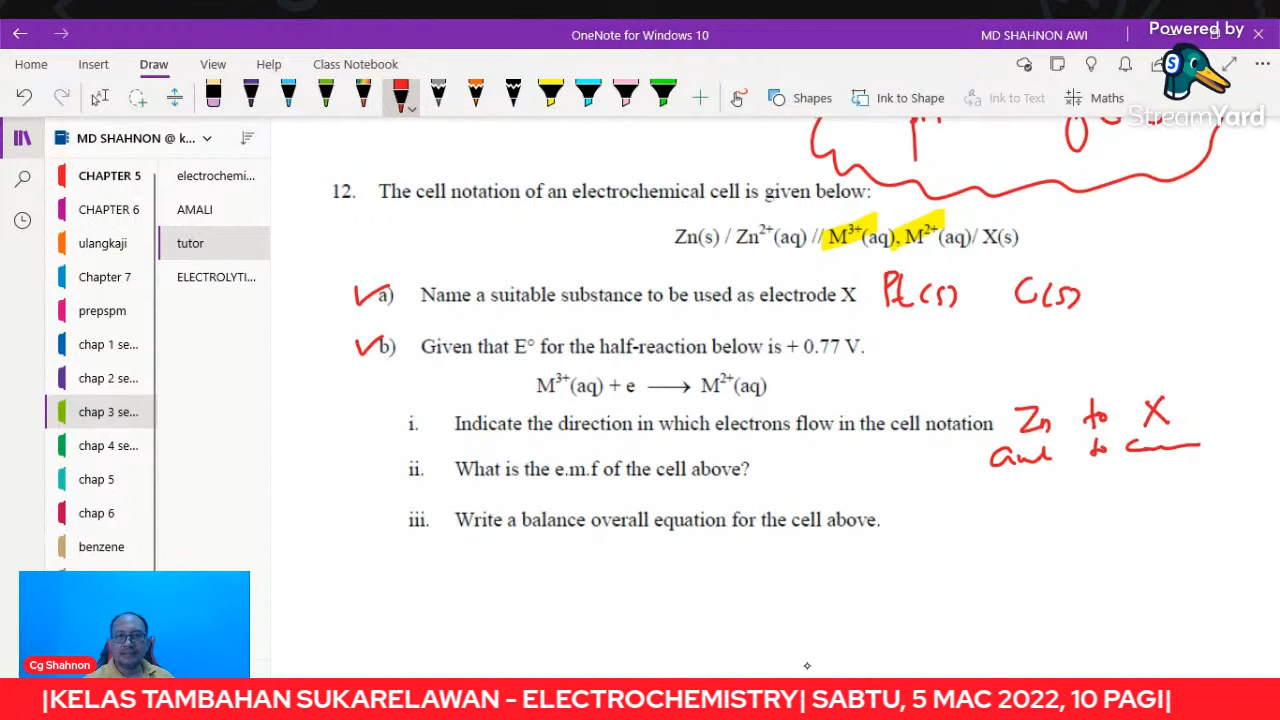 OneNote for Windows 10
MD SHAHNON AWI
Powered by
StreamYard
Home Insert Draw View Help Class Notebook
Shapes Ink to Shape Ink to Text Maths
MD SHAHNON @ k...
CHAPTER 5
CHAPTER 6
ulangkaji
Chapter 7
prepspm
chap 1 se...
chap 2 se...
chap 3 se...
chap 4 se...
chap 5
chap 6
benzene
electrochemi...
AMALI
tutor
ELECTROLYTI...
12. The cell notation of an electrochemical cell is given below:
Zn(s) / Zn²⁺(aq) // M³⁺(aq), M²⁺(aq)/ X(s)
a) Name a suitable substance to be used as electrode X Pt (s) C(s)
b) Given that E° for the half-reaction below is + 0.77 V.
M³⁺(aq) + e ⟶ M²⁺(aq)
i. Indicate the direction in which electrons flow in the cell notation Zn to X
to
ii. What is the e.m.f of the cell above?
iii. Write a balance overall equation for the cell above.
Cg Shahnon
|KELAS TAMBAHAN SUKARELAWAN - ELECTROCHEMISTRY| SABTU, 5 MAC 2022, 10 PAGI|